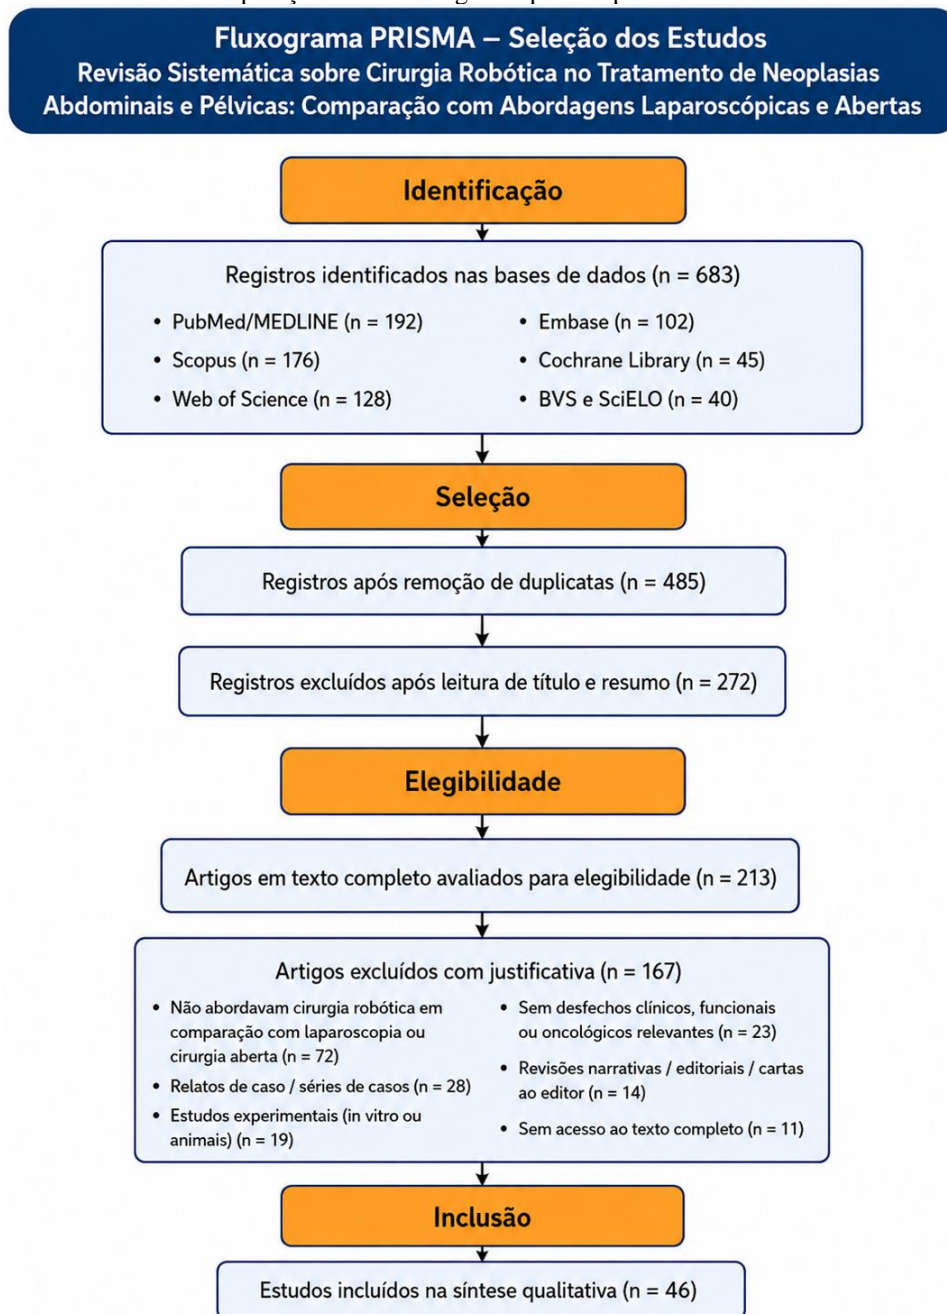 Fluxograma PRISMA – Seleção dos Estudos
Revisão Sistemática sobre Cirurgia Robótica no Tratamento de Neoplasias
Abdominais e Pélvicas: Comparação com Abordagens Laparoscópicas e Abertas
Identificação
Registros identificados nas bases de dados (n = 683)
• PubMed/MEDLINE (n = 192)
• Scopus (n = 176)
• Web of Science (n = 128)
• Embase (n = 102)
• Cochrane Library (n = 45)
• BVS e SciELO (n = 40)
Seleção
Registros após remoção de duplicatas (n = 485)
Registros excluídos após leitura de título e resumo (n = 272)
Elegibilidade
Artigos em texto completo avaliados para elegibilidade (n = 213)
Artigos excluídos com justificativa (n = 167)
• Não abordavam cirurgia robótica em
comparação com laparoscopia ou
cirurgia aberta (n = 72)
• Relatos de caso / séries de casos (n = 28)
• Estudos experimentais (in vitro ou
animais) (n = 19)
• Sem desfechos clínicos, funcionais
ou oncológicos relevantes (n = 23)
• Revisões narrativas / editoriais / cartas
ao editor (n = 14)
• Sem acesso ao texto completo (n = 11)
Inclusão
Estudos incluídos na síntese qualitativa (n = 46)